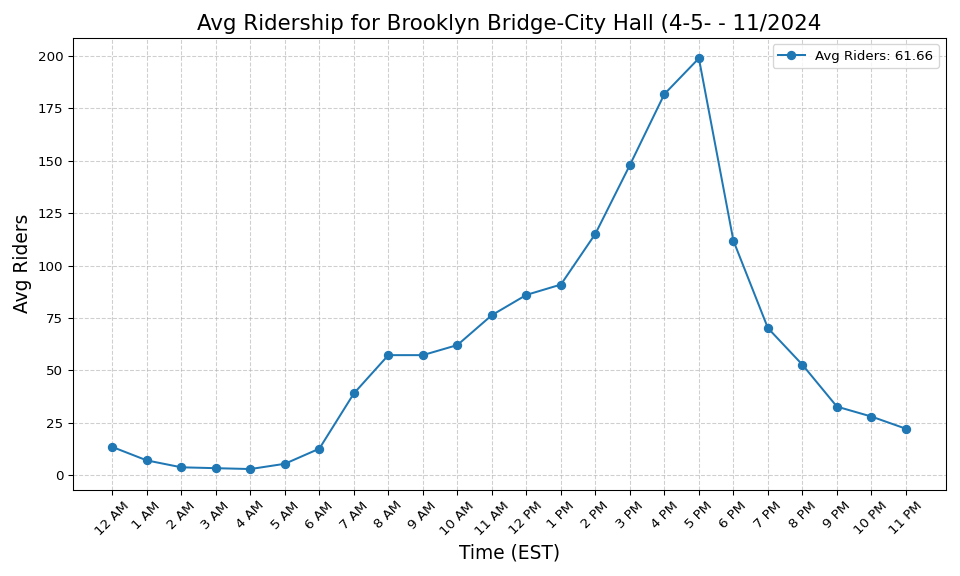 Avg Ridership for Brooklyn Bridge-City Hall (4-5- - 11/2024
Avg Riders: 61.66
200
175
150
125
100
75
50
25
0
Avg Riders
12 AM
1 AM
2 AM
3 AM
4 AM
5 AM
6 AM
7 AM
8 AM
9 AM
10 AM
11 AM
12 PM
1 PM
2 PM
3 PM
4 PM
5 PM
6 PM
7 PM
8 PM
9 PM
10 PM
11 PM
Time (EST)